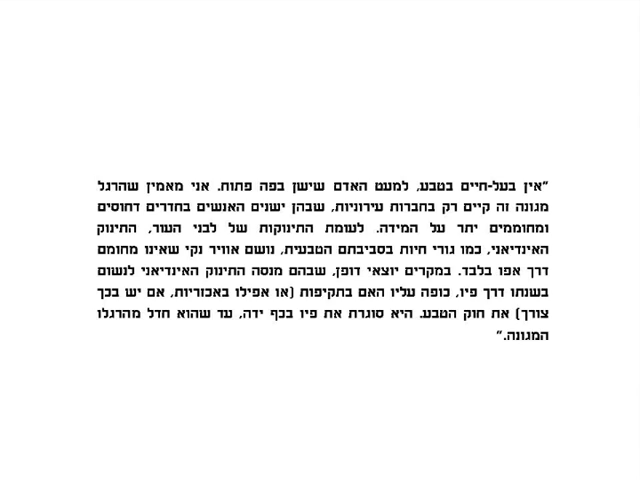 "אין בעל-חיים בטבע, למעט האדם שישן בפה פתוח. אני מאמין שהרגל
מגונה זה קיים רק בחברות עירוניות, שבהן ישנים האנשים בחדרים דחוסים
ומחוממים יתר על המידה. לעומת התינוקות של לבני העור, התינוק
האינדיאני, כמו גורי חיות בסביבתם הטבעית, נושם אוויר נקי שאינו מחומם
דרך אפו בלבד. במקרים יוצאי דופן, שבהם מנסה התינוק האינדיאני לנשום
בשנתו דרך פיו, כופה עליו האם בתקיפות (או אפילו באכזריות, אם יש בכך
צורך) את חוק הטבע. היא סוגרת את פיו בכף ידה, עד שהוא חדל מהרגלו
המגונה."